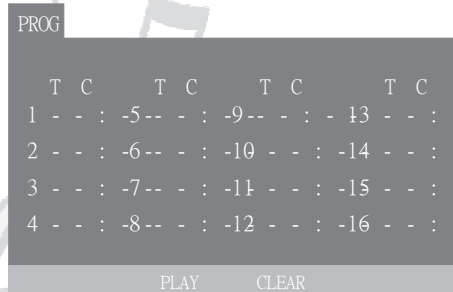 PROG
T C T C T C T C
1 - - : -5-- - : -9-- - : - 13 - - :
2 - - : -6-- - : -10 - - : -14 - - :
3 - - : -7-- - : -11 - - : -15 - - :
4 - - : -8-- - : -12 - - : -16 - - :
PLAY CLEAR